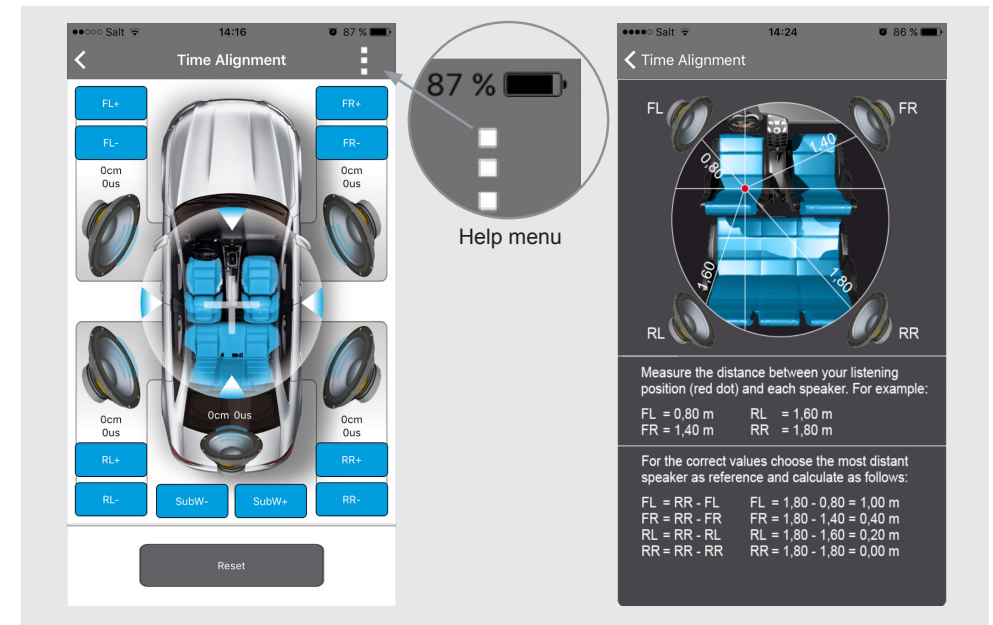 ●●○○○ Salt 14:16 87 %
Time Alignment
FL+
FR+
FL-
FR-
0cm
0us
0cm
0us
0cm
0us
0cm 0us
0cm
0us
RL+
RR+
RL-
SubW-
SubW+
RR-
Reset
87 %
Help menu
●●●●○ Salt 14:24 86 %
Time Alignment
FL
FR
1,40
0,80
1,60
1,80
RL
RR
Measure the distance between your listening
position (red dot) and each speaker. For example:
FL = 0,80 m RL = 1,60 m
FR = 1,40 m RR = 1,80 m
For the correct values choose the most distant
speaker as reference and calculate as follows:
FL = RR - FL FL = 1,80 - 0,80 = 1,00 m
FR = RR - FR FR = 1,80 - 1,40 = 0,40 m
RL = RR - RL RL = 1,80 - 1,60 = 0,20 m
RR = RR - RR RR = 1,80 - 1,80 = 0,00 m